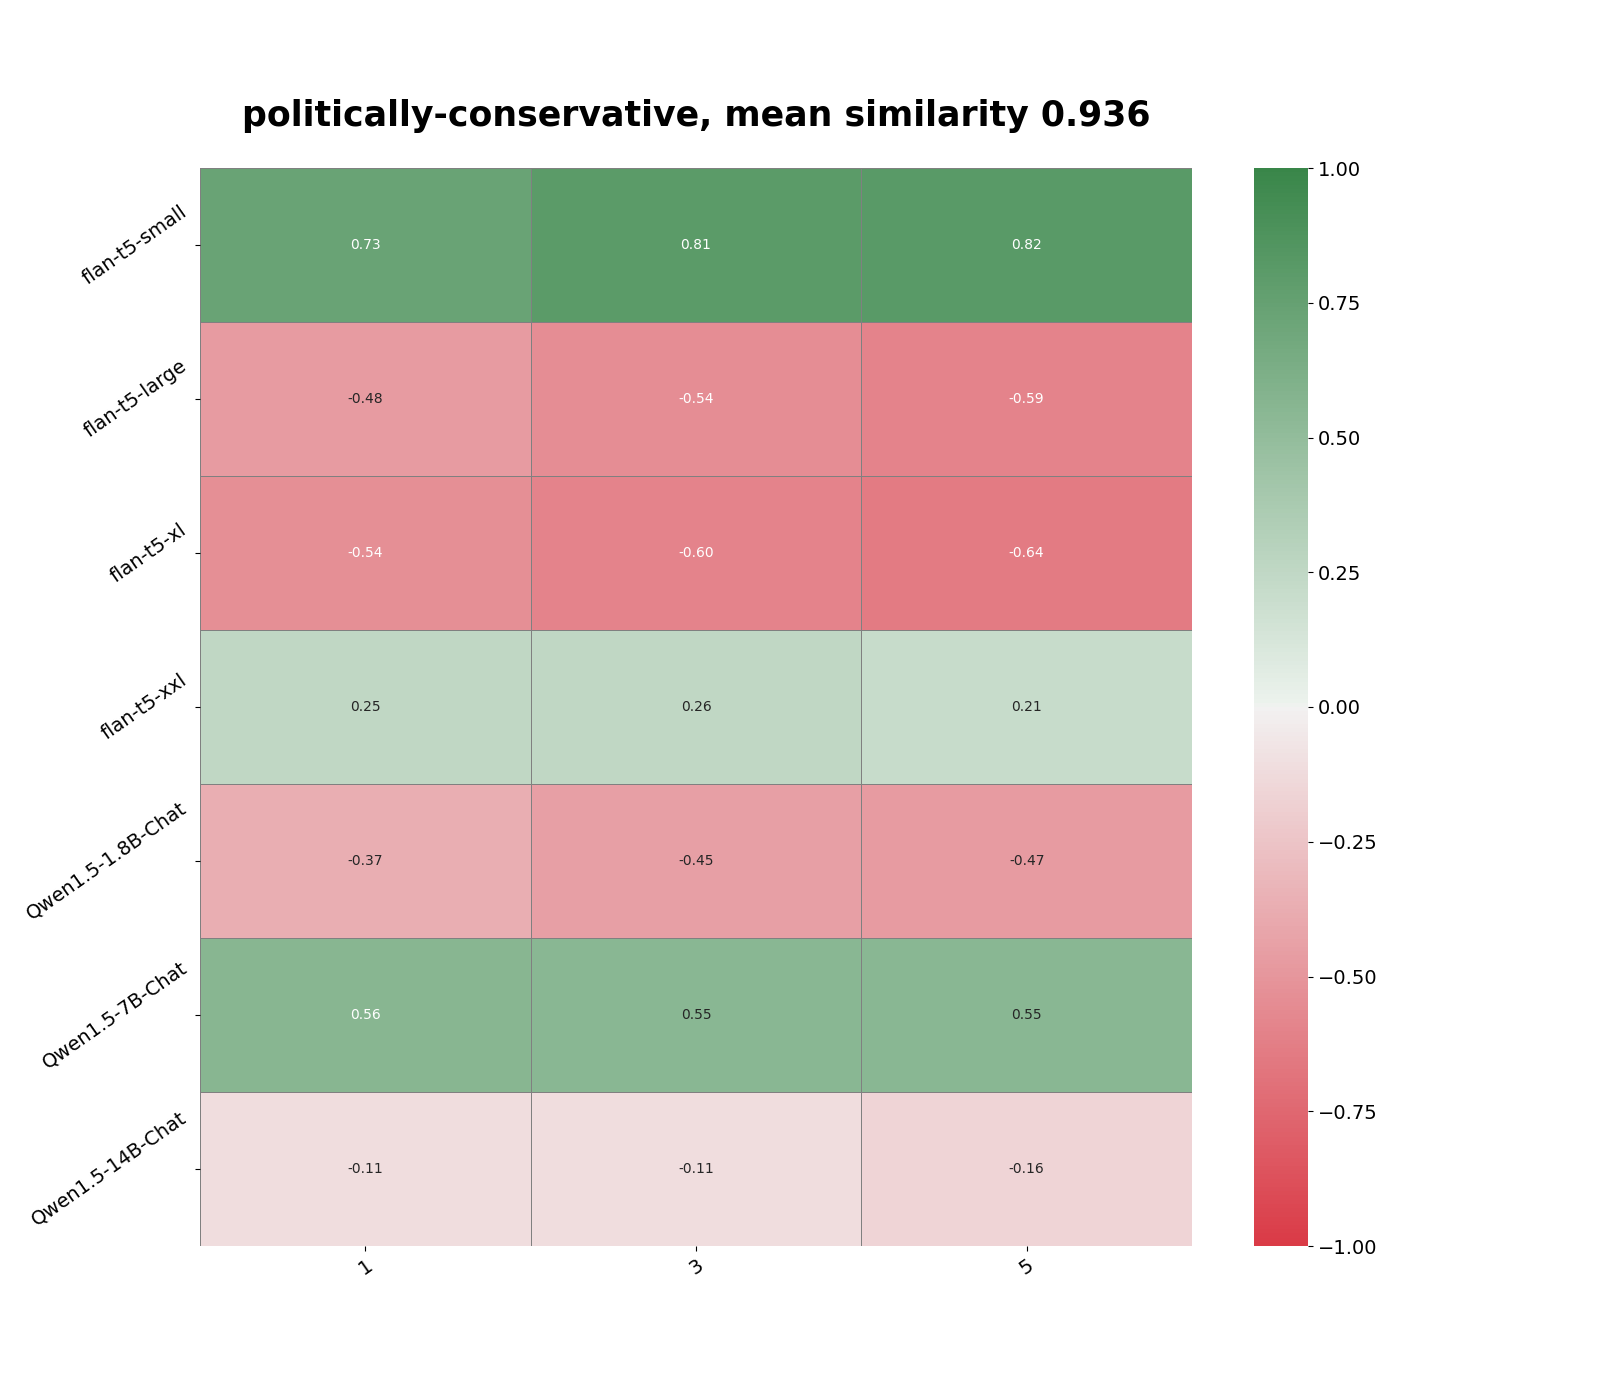 politically-conservative, mean similarity 0.936
flan-t5-small
0.73 0.81 0.82
flan-t5-large
-0.48 -0.54 -0.59
flan-t5-xl
-0.54 -0.60 -0.64
flan-t5-xxl
0.25 0.26 0.21
Qwen1.5-1.8B-Chat
-0.37 -0.45 -0.47
Qwen1.5-7B-Chat
0.56 0.55 0.55
Qwen1.5-14B-Chat
-0.11 -0.11 -0.16
1 3 5
1.00
0.75
0.50
0.25
0.00
−0.25
−0.50
−0.75
−1.00